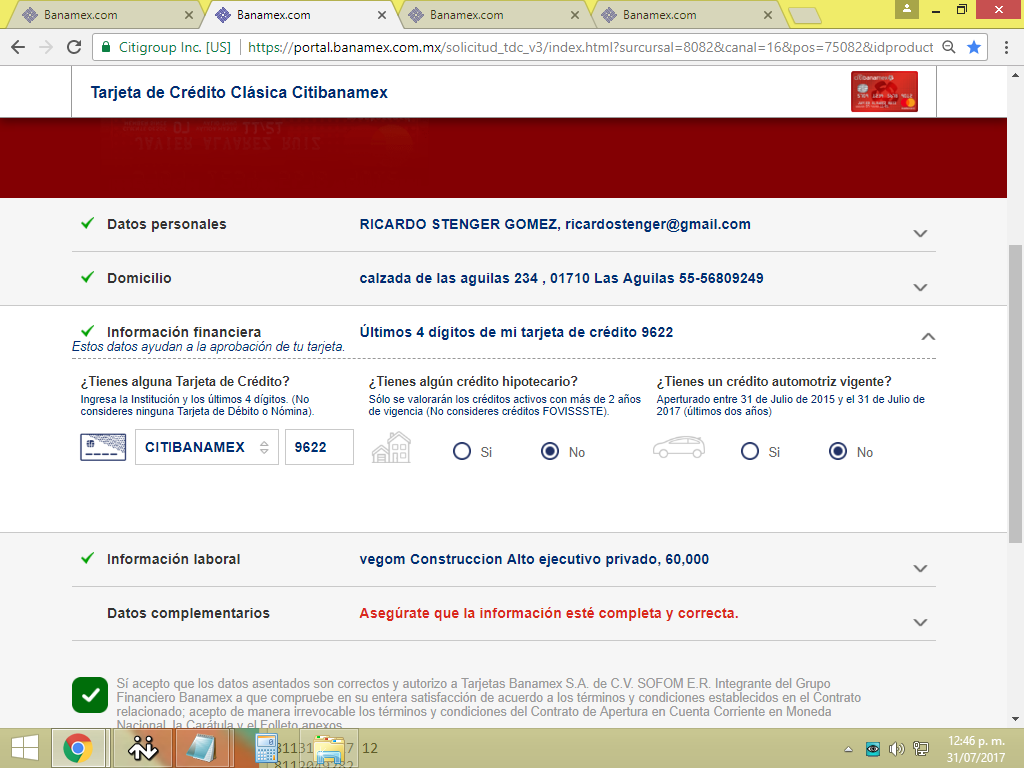 Banamex.com Banamex.com Banamex.com Banamex.com
Citigroup Inc. [US] https://portal.banamex.com.mx/solicitud_tdc_v3/index.html?surcursal=8082&canal=16&pos=75082&idproduct
Tarjeta de Crédito Clásica Citibanamex
citibanamex
Datos personales RICARDO STENGER GOMEZ, ricardostenger@gmail.com
Domicilio calzada de las aguilas 234 , 01710 Las Aguilas 55-56809249
Información financiera Últimos 4 dígitos de mi tarjeta de crédito 9622
Estos datos ayudan a la aprobación de tu tarjeta.
¿Tienes alguna Tarjeta de Crédito?
Ingresa la Institución y los últimos 4 dígitos. (No
consideres ninguna Tarjeta de Débito o Nómina).
CITIBANAMEX 9622
¿Tienes algún crédito hipotecario?
Sólo se valorarán los créditos activos con más de 2 años
de vigencia (No consideres créditos FOVISSSTE).
Si No
¿Tienes un crédito automotriz vigente?
Aperturado entre 31 de Julio de 2015 y el 31 de Julio de
2017 (últimos dos años)
Si No
Información laboral vegom Construccion Alto ejecutivo privado, 60,000
Datos complementarios Asegúrate que la información esté completa y correcta.
Sí acepto que los datos asentados son correctos y autorizo a Tarjetas Banamex S.A. de C.V. SOFOM E.R. Integrante del Grupo
Financiero Banamex a que compruebe en su entera satisfacción de acuerdo a los términos y condiciones establecidos en el Contrato
relacionado; acepto de manera irrevocable los términos y condiciones del Contrato de Apertura en Cuenta Corriente en Moneda
Nacional, la Carátula y el Folleto anexos
12
12:46 p. m.
31/07/2017